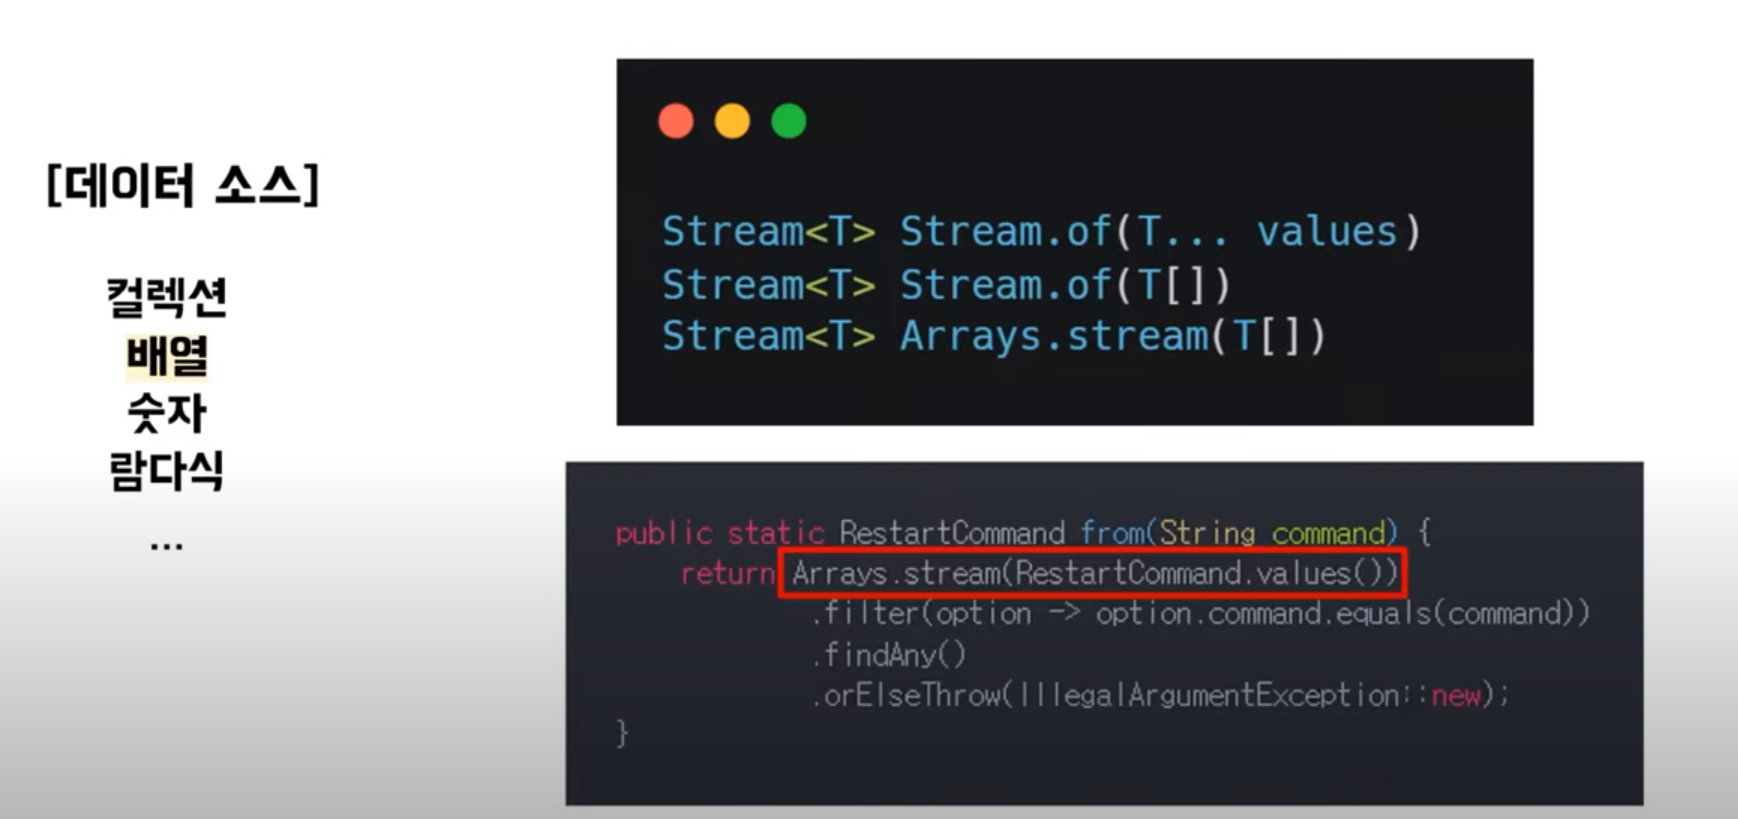 [데이터 소스]
컬렉션
배열
숫자
람다식
...
Stream<T> Stream.of(T... values)
Stream<T> Stream.of(T[])
Stream<T> Arrays.stream(T[])
public static RestartCommand from(String command) {
return Arrays.stream(RestartCommand.values())
.filter(option -> option.command.equals(command))
.findAny()
.orElseThrow(IllegalArgumentException::new);
}